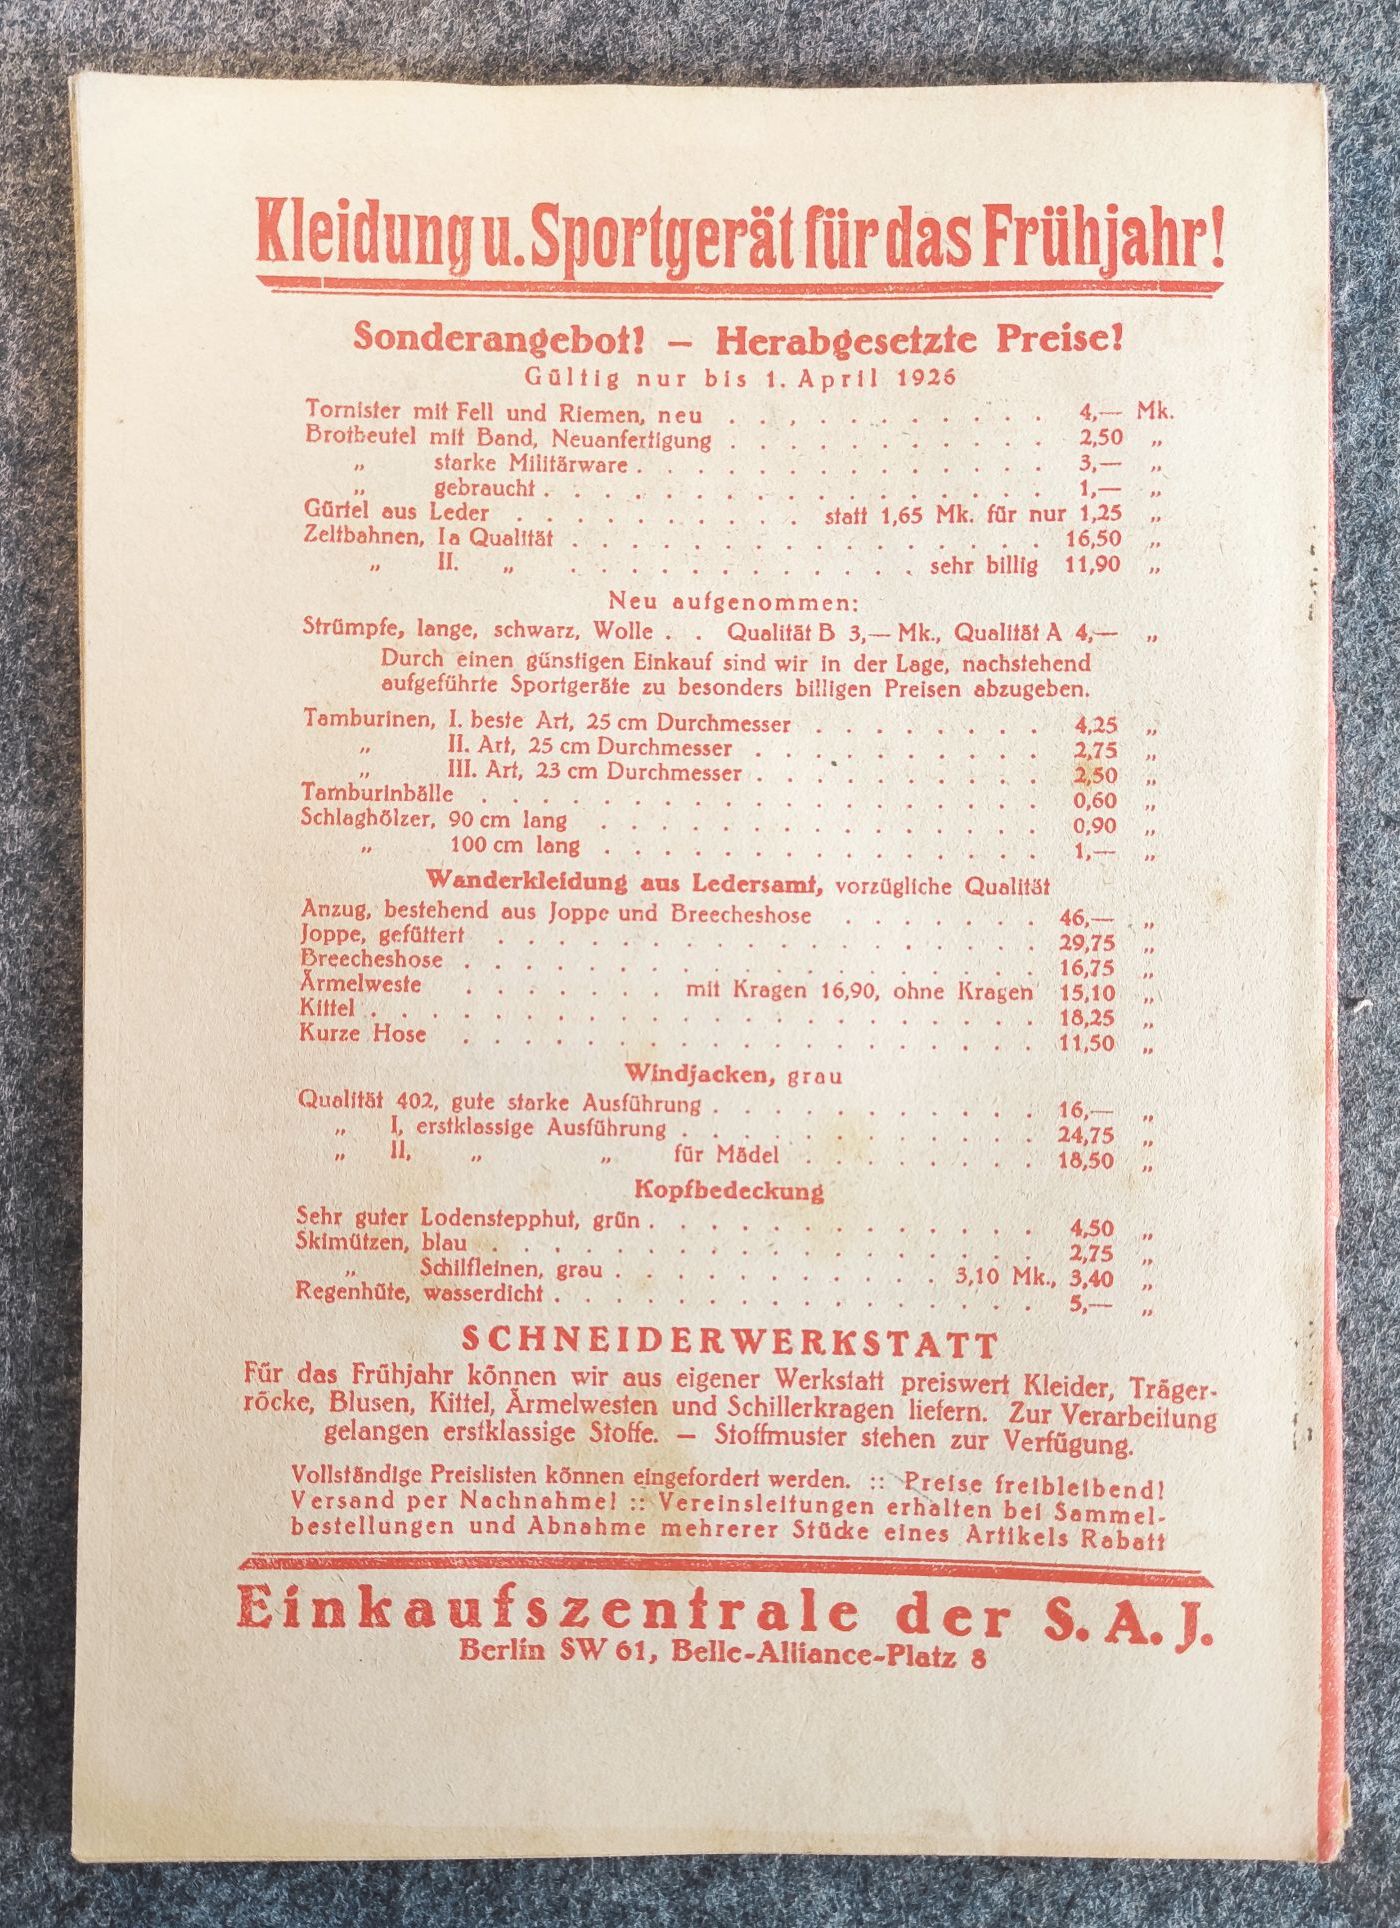 Kleidung u. Sportgerät für das Frühjahr!
Sonderangebot! – Herabgesetzte Preise!
Gültig nur bis 1. April 1926
Tornister mit Fell und Riemen, neu . . . . . . . . . . . 4,— Mk.
Brotbeutel mit Band, Neuanfertigung . . . . . . . . . . . 2,50 „
„ starke Militärware . . . . . . . . . . . . . . 3,— „
„ gebraucht . . . . . . . . . . . . . . . . . 1,— „
Gürtel aus Leder . . . . . . . . . . statt 1,65 Mk. für nur 1,25 „
Zeltbahnen, Ia Qualität . . . . . . . . . . . . . . . . 16,50 „
„ II. „ . . . . . . . . . . . . sehr billig 11,90 „
Neu aufgenommen:
Strümpfe, lange, schwarz, Wolle . . Qualität B 3,— Mk., Qualität A 4,— „
Durch einen günstigen Einkauf sind wir in der Lage, nachstehend
aufgeführte Sportgeräte zu besonders billigen Preisen abzugeben.
Tamburinen, I. beste Art, 25 cm Durchmesser . . . . . . . . 4,25 „
„ II. Art, 25 cm Durchmesser . . . . . . . . . . 2,75 „
„ III. Art, 23 cm Durchmesser . . . . . . . . . . 2,50 „
Tamburinbälle . . . . . . . . . . . . . . . . . . . 0,60 „
Schlaghölzer, 90 cm lang . . . . . . . . . . . . . . . 0,90 „
„ 100 cm lang . . . . . . . . . . . . . . . 1,— „
Wanderkleidung aus Ledersamt, vorzügliche Qualität
Anzug, bestehend aus Joppe und Breecheshose . . . . . . . 46,— „
Joppe, gefüttert . . . . . . . . . . . . . . . . . . 29,75 „
Breecheshose . . . . . . . . . . . . . . . . . . . 16,75 „
Ärmelweste . . . . . . . mit Kragen 16,90, ohne Kragen 15,10 „
Kittel . . . . . . . . . . . . . . . . . . . . . . 18,25 „
Kurze Hose . . . . . . . . . . . . . . . . . . . 11,50 „
Windjacken, grau
Qualität 402, gute starke Ausführung . . . . . . . . . . . 16,— „
„ I, erstklassige Ausführung . . . . . . . . . . . . 24,75 „
„ II, „ „ für Mädel . . . . . . . . 18,50 „
Kopfbedeckung
Sehr guter Lodenstepphut, grün . . . . . . . . . . . . . 4,50 „
Skimützen, blau . . . . . . . . . . . . . . . . . . 2,75 „
„ Schilfleinen, grau . . . . . . . . . . . 3,10 Mk., 3,40 „
Regenhüte, wasserdicht . . . . . . . . . . . . . . . . 5,— „
SCHNEIDERWERKSTATT
Für das Frühjahr können wir aus eigener Werkstatt preiswert Kleider, Träger-
röcke, Blusen, Kittel, Ärmelwesten und Schillerkragen liefern. Zur Verarbeitung
gelangen erstklassige Stoffe. — Stoffmuster stehen zur Verfügung.
Vollständige Preislisten können eingefordert werden. :: Preise freibleibend!
Versand per Nachnahme! :: Vereinsleitungen erhalten bei Sammel-
bestellungen und Abnahme mehrerer Stücke eines Artikels Rabatt
Einkaufszentrale der S. A. J.
Berlin SW 61, Belle-Alliance-Platz 8